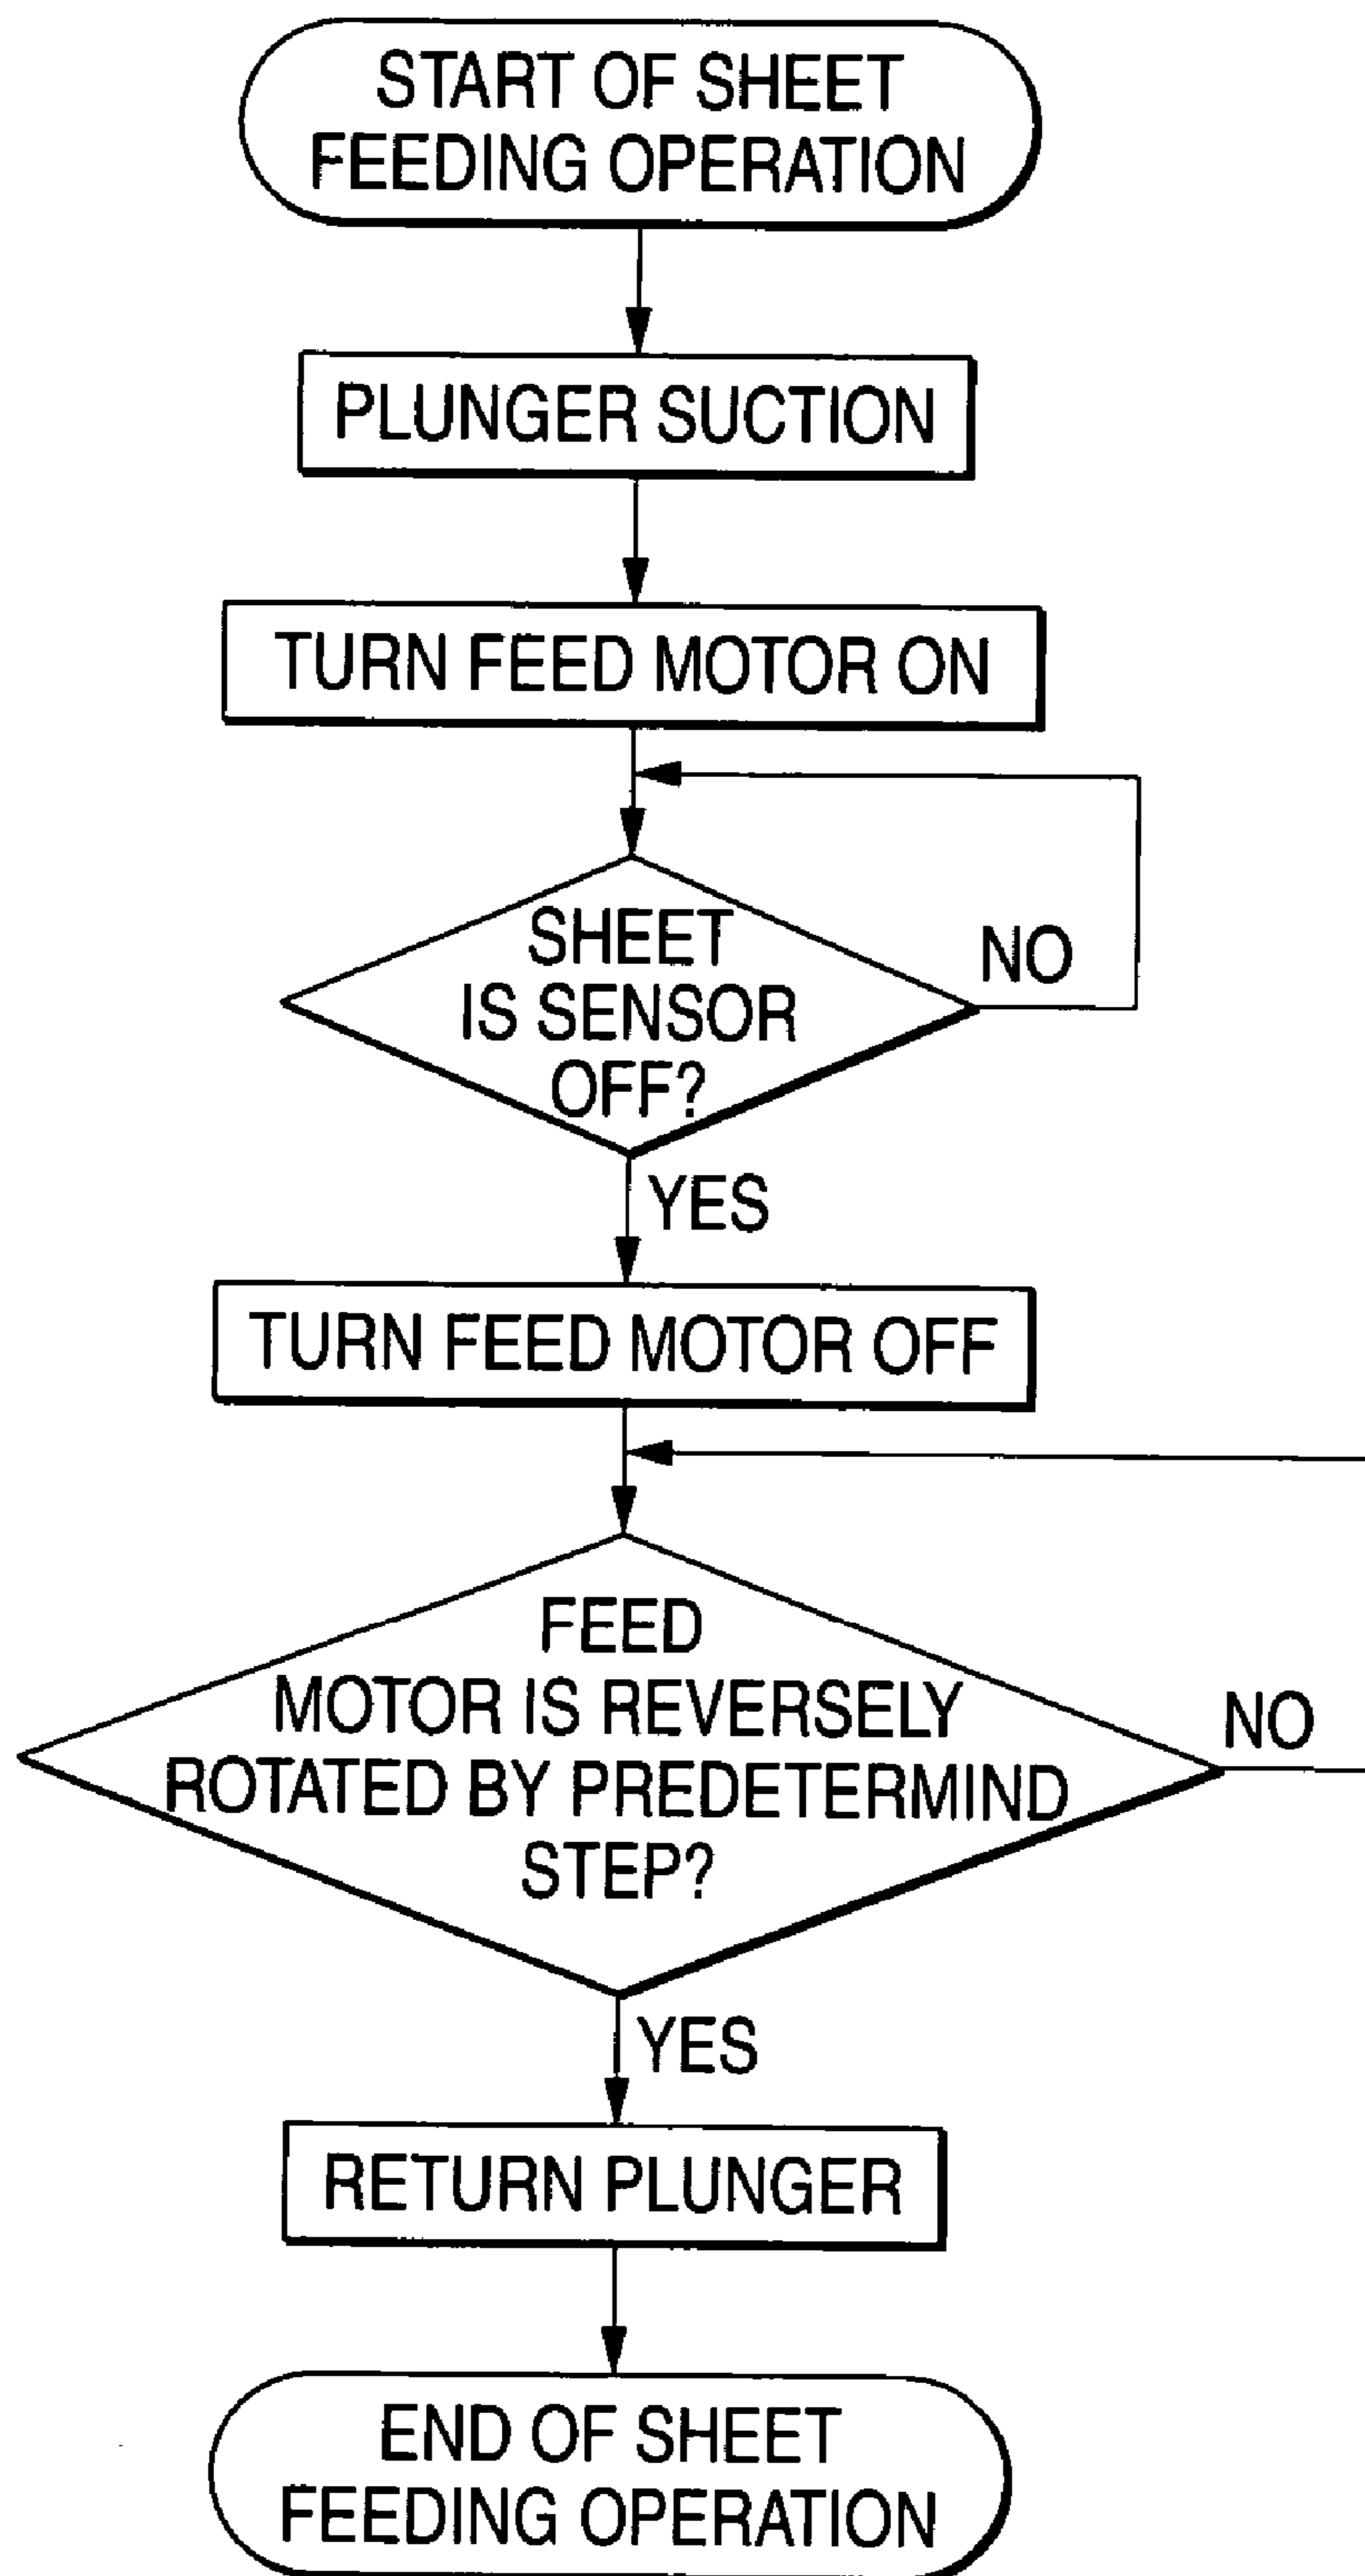 START OF SHEET
FEEDING OPERATION
PLUNGER SUCTION
TURN FEED MOTOR ON
SHEET
IS SENSOR
OFF?
NO
YES
TURN FEED MOTOR OFF
FEED
MOTOR IS REVERSELY
ROTATED BY PREDETERMIND
STEP?
NO
YES
RETURN PLUNGER
END OF SHEET
FEEDING OPERATION